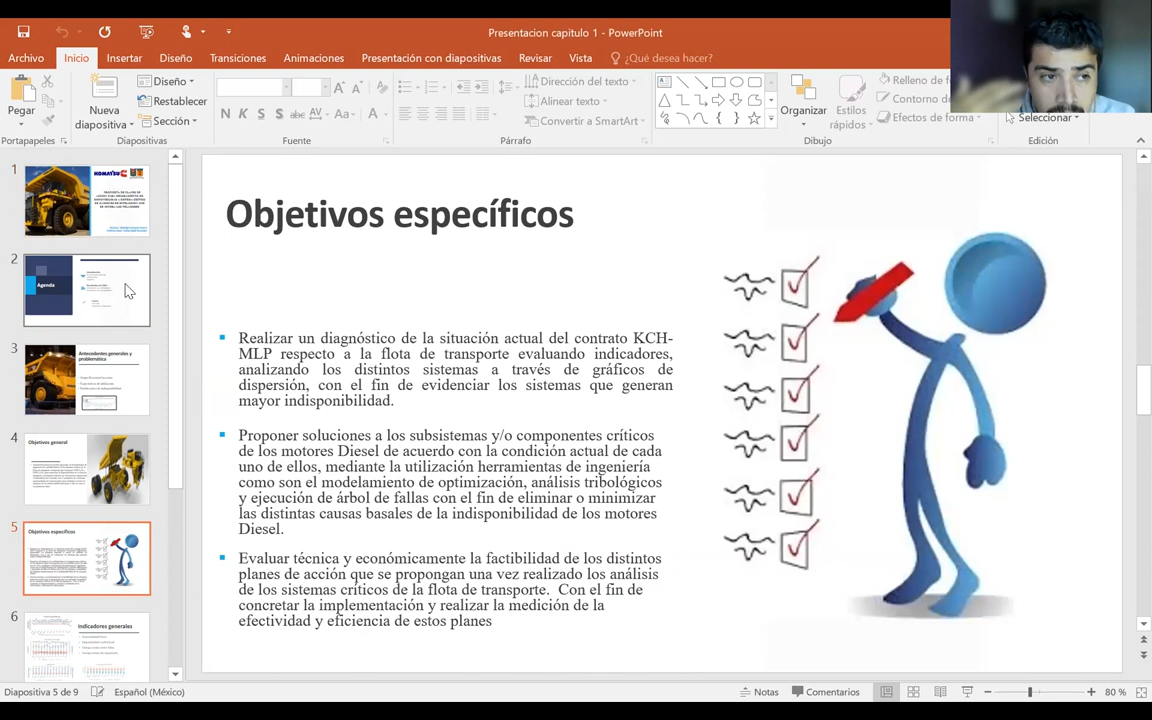 Presentacion capitulo 1 - PowerPoint
Archivo Inicio Insertar Diseño Transiciones Animaciones Presentación con diapositivas Revisar Vista ¿Qué desea hacer?
Pegar
Nueva
diapositiva
Diseño
Restablecer
Sección
N K S S abc AV Aa A
Dirección del texto
Alinear texto
Convertir a SmartArt
Organizar
Estilos
rápidos
Relleno de f
Contorno de
Efectos de forma
Seleccionar
Portapapeles Diapositivas Fuente Párrafo Dibujo Edición
1
KOMATSU
2
Agenda
3
Antecedentes generales y
problemática
4
Objetivos general
5
Objetivos específicos
6
Indicadores generales
Objetivos específicos
Realizar un diagnóstico de la situación actual del contrato KCH-
MLP respecto a la flota de transporte evaluando indicadores,
analizando los distintos sistemas a través de gráficos de
dispersión, con el fin de evidenciar los sistemas que generan
mayor indisponibilidad.
Proponer soluciones a los subsistemas y/o componentes críticos
de los motores Diesel de acuerdo con la condición actual de cada
uno de ellos, mediante la utilización herramientas de ingeniería
como son el modelamiento de optimización, análisis tribológicos
y ejecución de árbol de fallas con el fin de eliminar o minimizar
las distintas causas basales de la indisponibilidad de los motores
Diesel.
Evaluar técnica y económicamente la factibilidad de los distintos
planes de acción que se propongan una vez realizado los análisis
de los sistemas críticos de la flota de transporte. Con el fin de
concretar la implementación y realizar la medición de la
efectividad y eficiencia de estos planes
Diapositiva 5 de 9 Español (México) Notas Comentarios 80 %